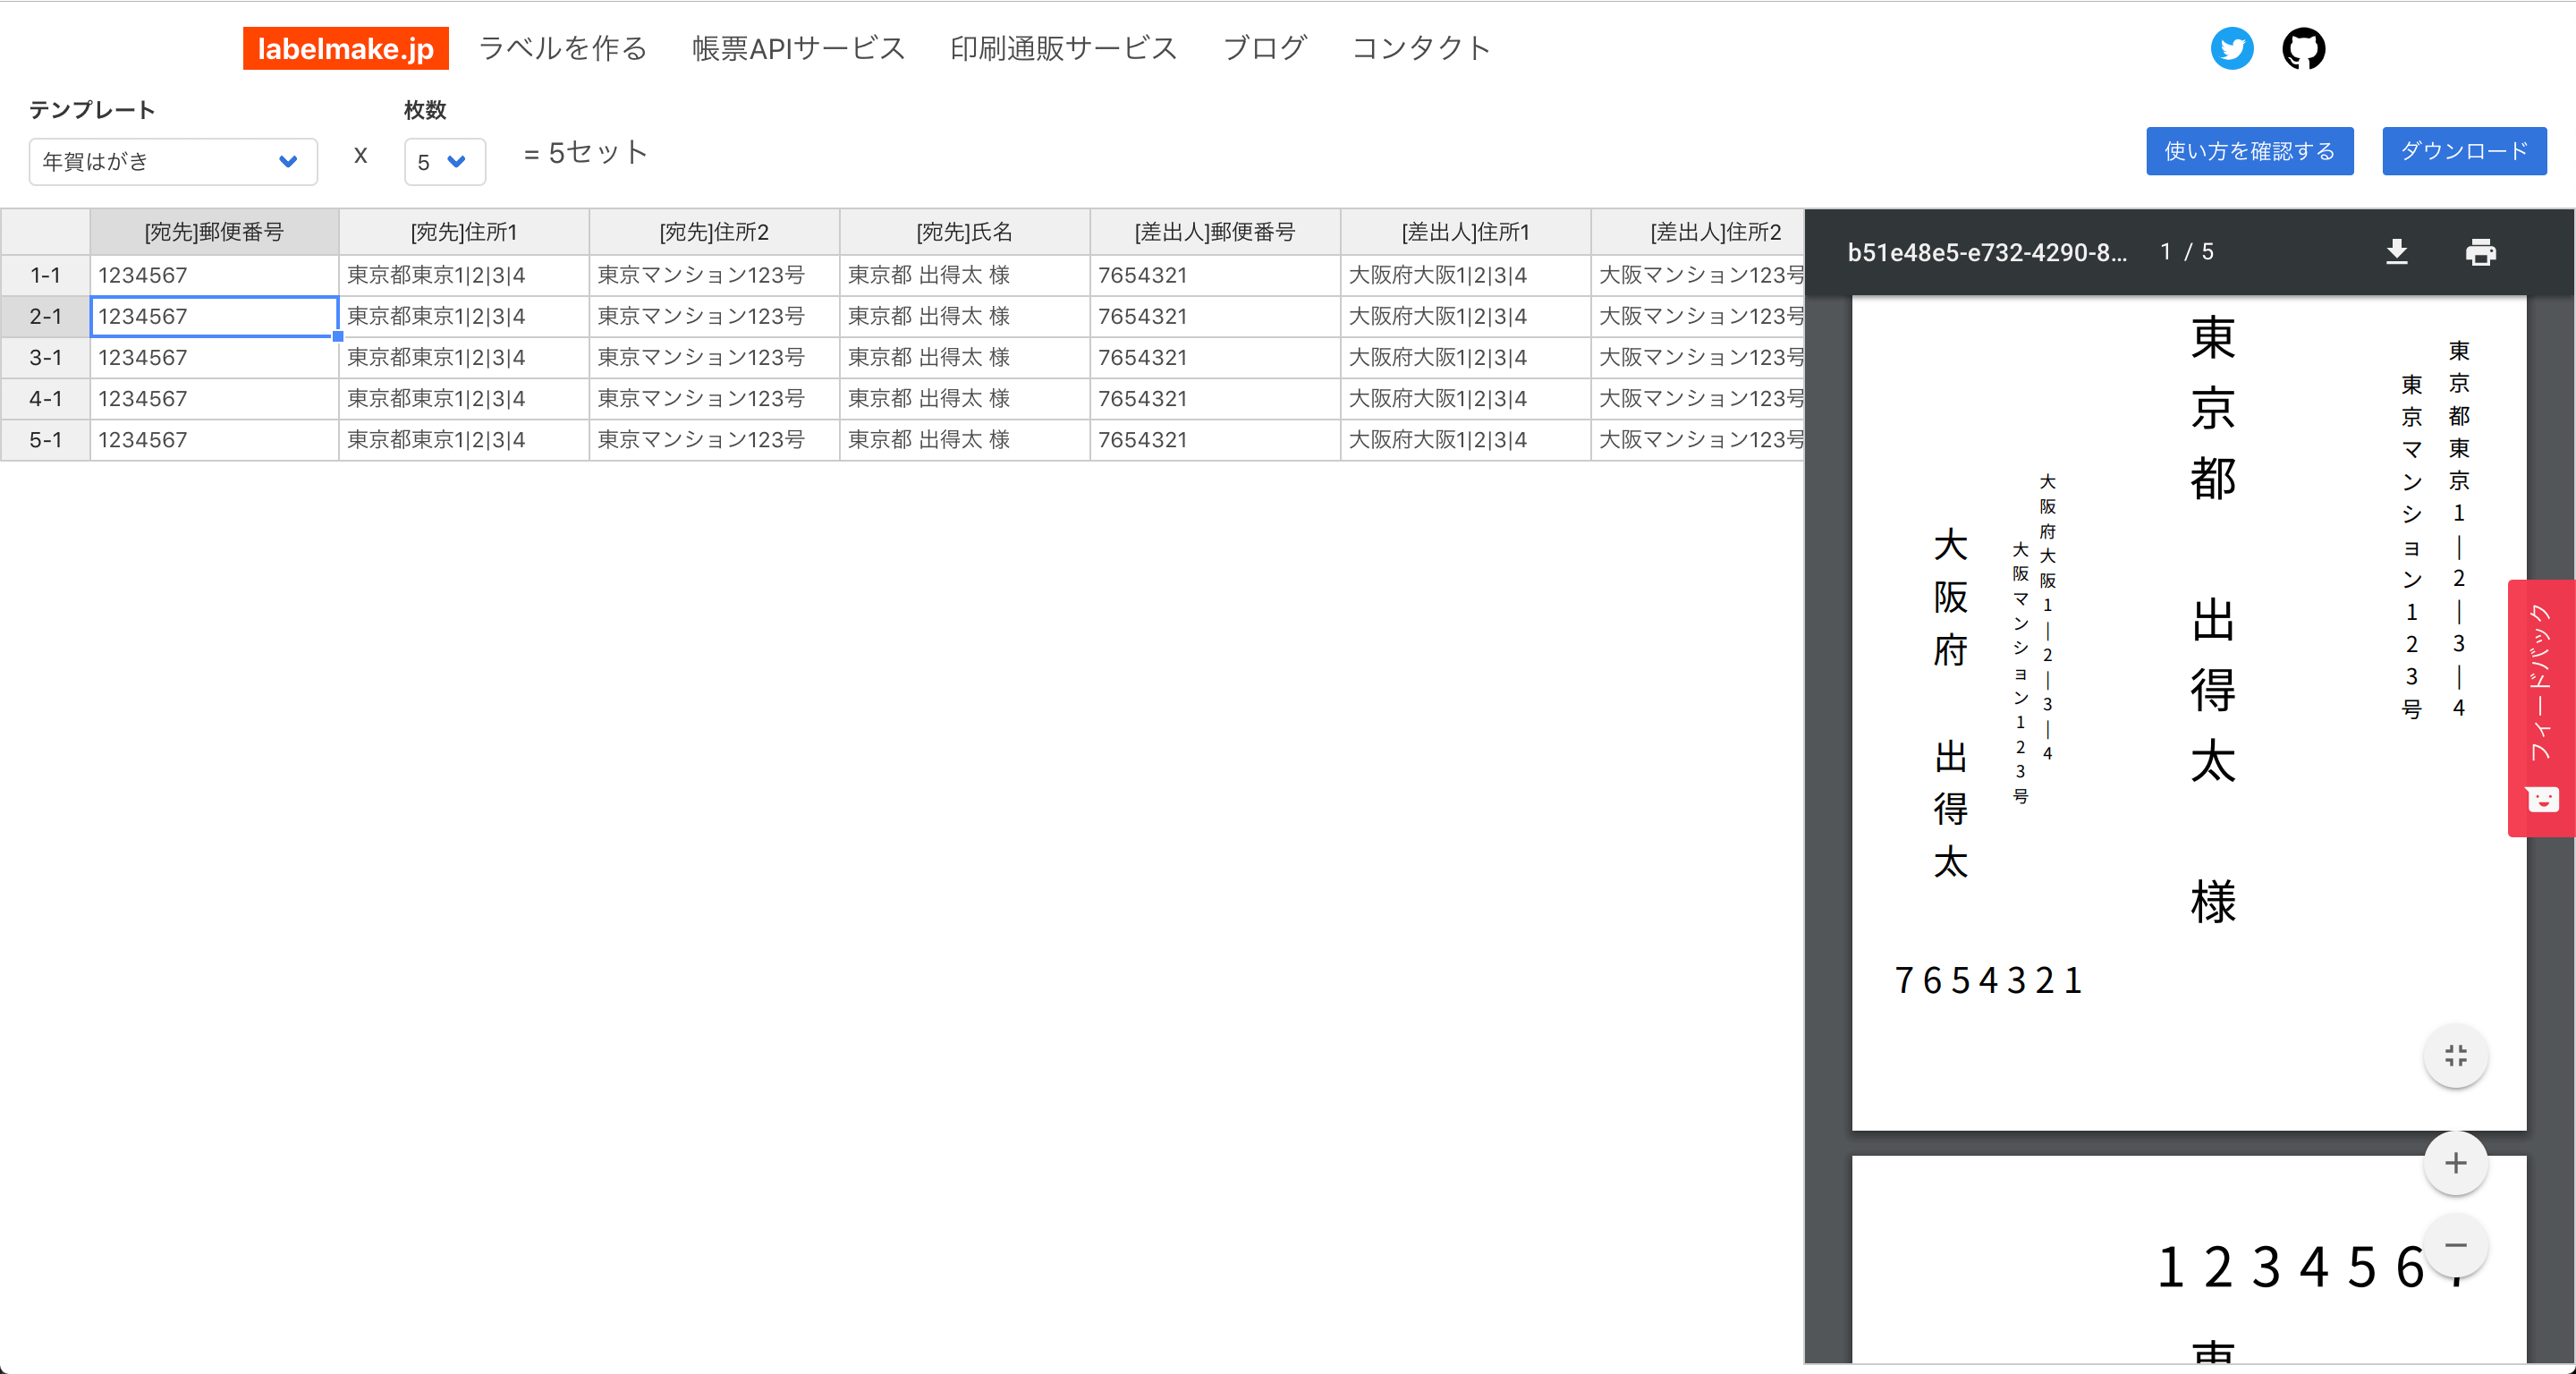 labelmake.jp ラベルを作る 帳票APIサービス 印刷通販サービス ブログ コンタクト
テンプレート 枚数
年賀はがき x 5 = 5セット 使い方を確認する ダウンロード
[宛先]郵便番号 [宛先]住所1 [宛先]住所2 [宛先]氏名 [差出人]郵便番号 [差出人]住所1 [差出人]住所2
1-1 1234567 東京都東京1|2|3|4 東京マンション123号 東京都 出得太 様 7654321 大阪府大阪1|2|3|4 大阪マンション123号
2-1 1234567 東京都東京1|2|3|4 東京マンション123号 東京都 出得太 様 7654321 大阪府大阪1|2|3|4 大阪マンション123号
3-1 1234567 東京都東京1|2|3|4 東京マンション123号 東京都 出得太 様 7654321 大阪府大阪1|2|3|4 大阪マンション123号
4-1 1234567 東京都東京1|2|3|4 東京マンション123号 東京都 出得太 様 7654321 大阪府大阪1|2|3|4 大阪マンション123号
5-1 1234567 東京都東京1|2|3|4 東京マンション123号 東京都 出得太 様 7654321 大阪府大阪1|2|3|4 大阪マンション123号
b51e48e5-e732-4290-8... 1 / 5
東京都東京1|2|3|4
東京マンション123号
東京都 出得太 様
大阪府大阪1|2|3|4
大阪マンション123号
大阪府 出得太
7654321
フィードバック
1234567
東